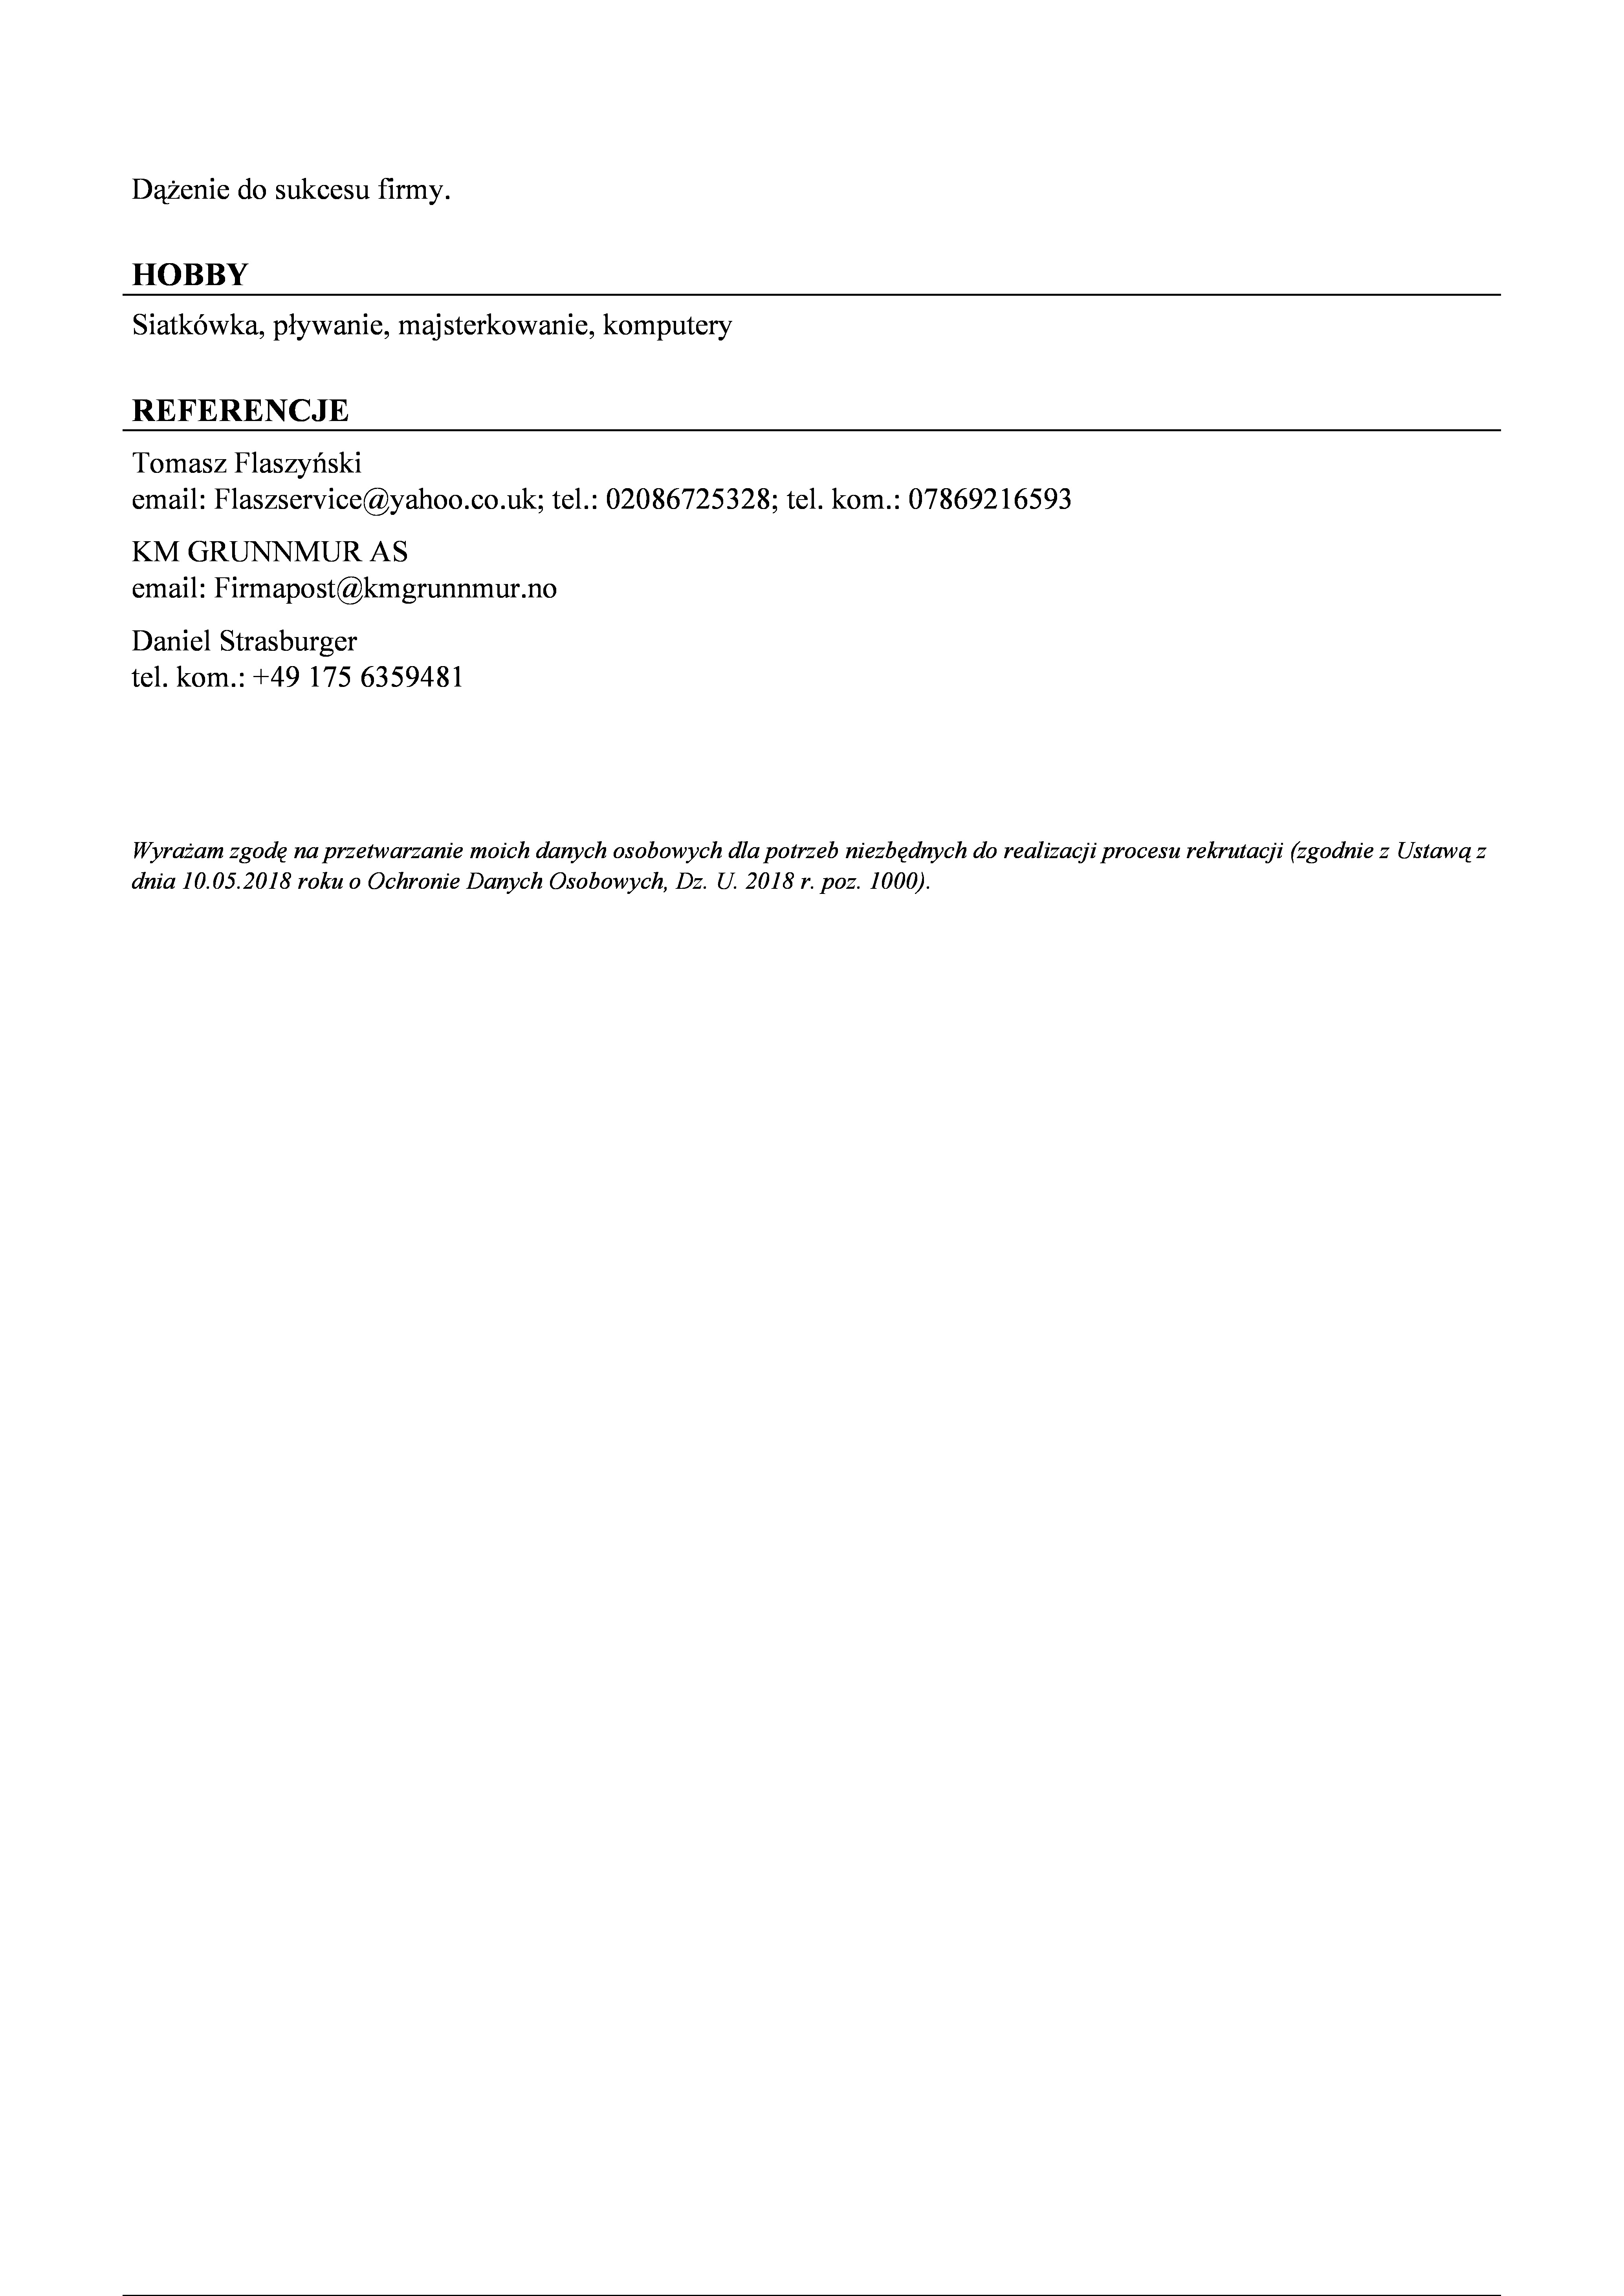 Dążenie do sukcesu firmy.
HOBBY
Siatkówka, pływanie, majsterkowanie, komputery
REFERENCJE
Tomasz Flaszyński
email: Flaszservice@yahoo.co.uk; tel.: 02086725328; tel. kom.: 07869216593
KM GRUNNMUR AS
email: Firmapost@kmgrunnmur.no
Daniel Strasburger
tel. kom.: +49 175 6359481
Wyrażam zgodę na przetwarzanie moich danych osobowych dla potrzeb niezbędnych do realizacji procesu rekrutacji (zgodnie z Ustawą z
dnia 10.05.2018 roku o Ochronie Danych Osobowych, Dz. U. 2018 r. poz. 1000).